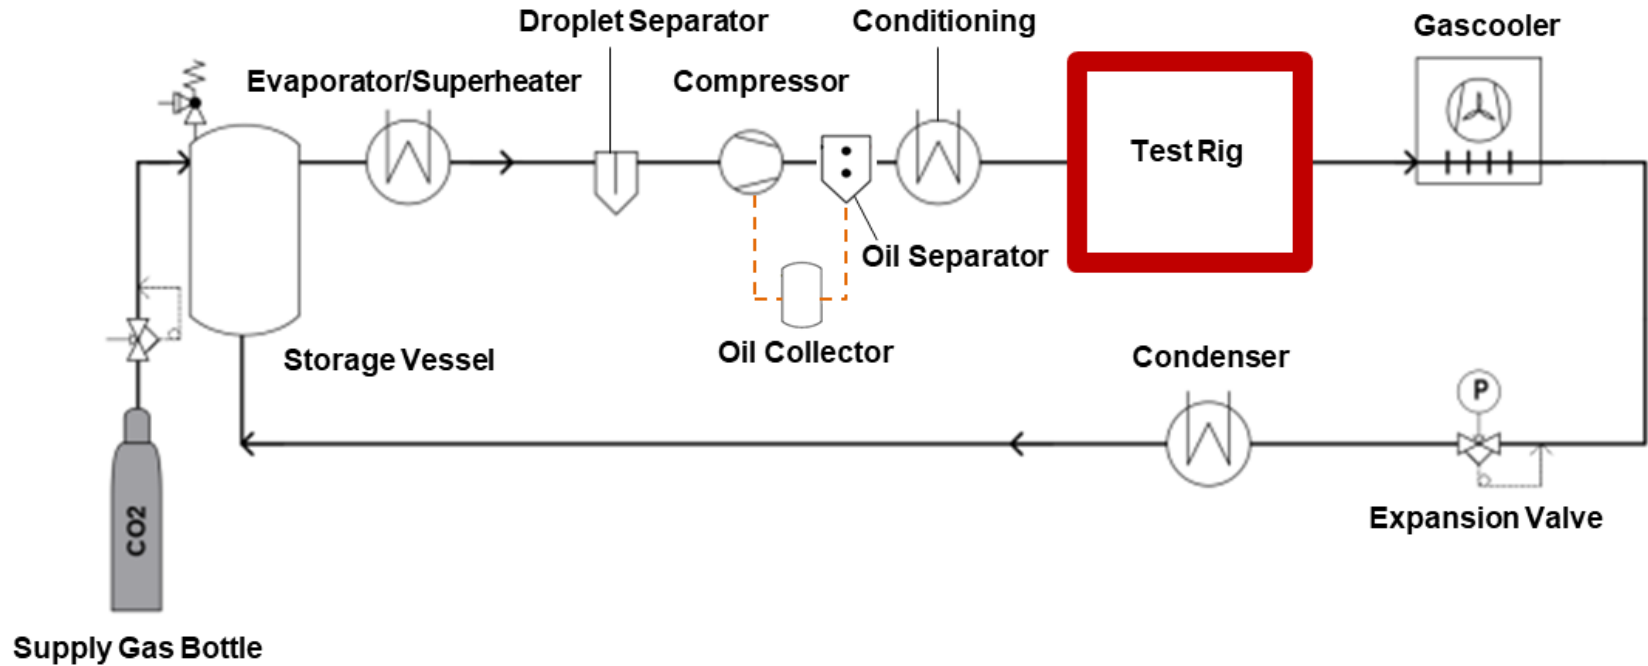 Droplet Separator
Conditioning
Gascooler
Evaporator/Superheater
Compressor
Test Rig
Oil Separator
Storage Vessel
Oil Collector
Condenser
P
Expansion Valve
CO2
Supply Gas Bottle